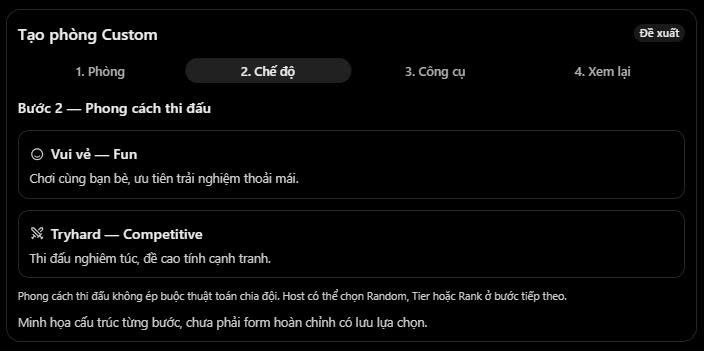 Tạo phòng Custom
Đề xuất
1. Phòng
2. Chế độ
3. Công cụ
4. Xem lại
Bước 2 — Phong cách thi đấu
Vui vẻ — Fun
Chơi cùng bạn bè, ưu tiên trải nghiệm thoải mái.
Tryhard — Competitive
Thi đấu nghiêm túc, đề cao tính cạnh tranh.
Phong cách thi đấu không ép buộc thuật toán chia đội. Host có thể chọn Random, Tier hoặc Rank ở bước tiếp theo.
Minh họa cấu trúc từng bước, chưa phải form hoàn chỉnh có lưu lựa chọn.